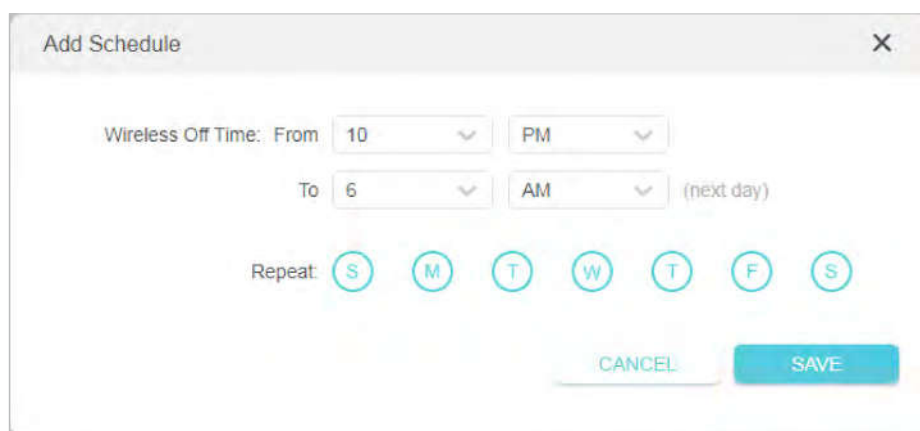 Add Schedule
Wireless Off Time: From 10 PM
To 6 AM (next day)
Repeat: S M T W T F S
CANCEL SAVE